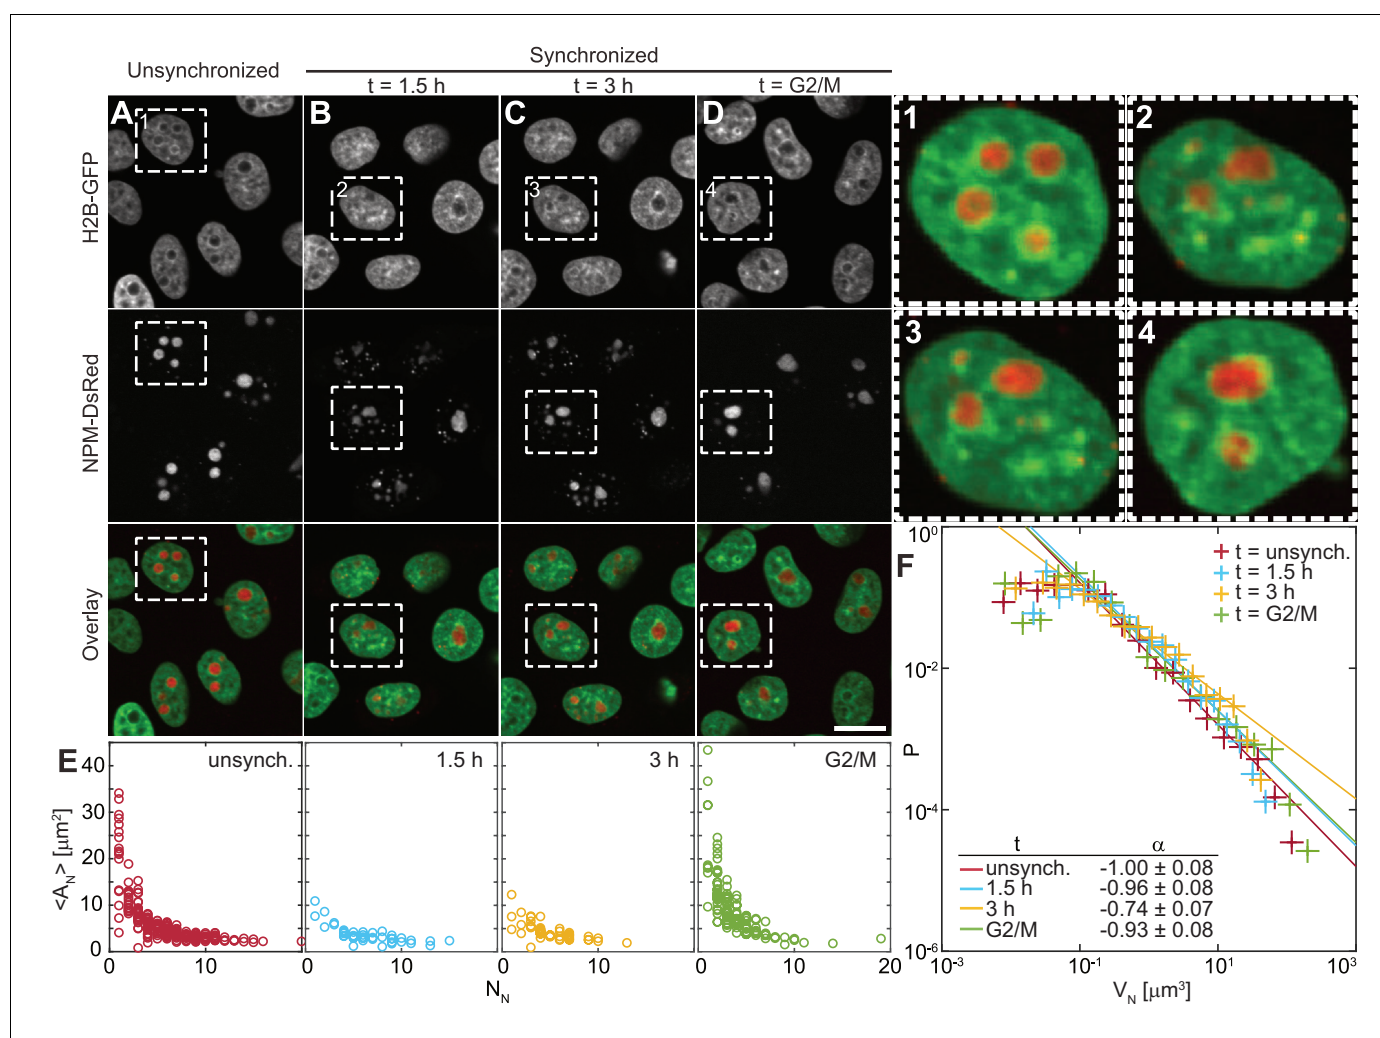 Unsynchronized
Synchronized
t = 1.5 h
t = 3 h
t = G2/M
A
1
B
2
C
3
D
4
1
2
3
4
H2B-GFP
NPM-DsRed
Overlay
E
unsynch.
1.5 h
3 h
G2/M
<A_N> [μm²]
40
30
20
10
0
0
10
0
10
0
10
0
10
20
N_N
F
t = unsynch.
t = 1.5 h
t = 3 h
t = G2/M
P
10⁰
10⁻²
10⁻⁴
10⁻⁶
t α
unsynch. -1.00 ± 0.08
1.5 h -0.96 ± 0.08
3 h -0.74 ± 0.07
G2/M -0.93 ± 0.08
10⁻³
10⁻¹
10¹
10³
V_N [μm³]